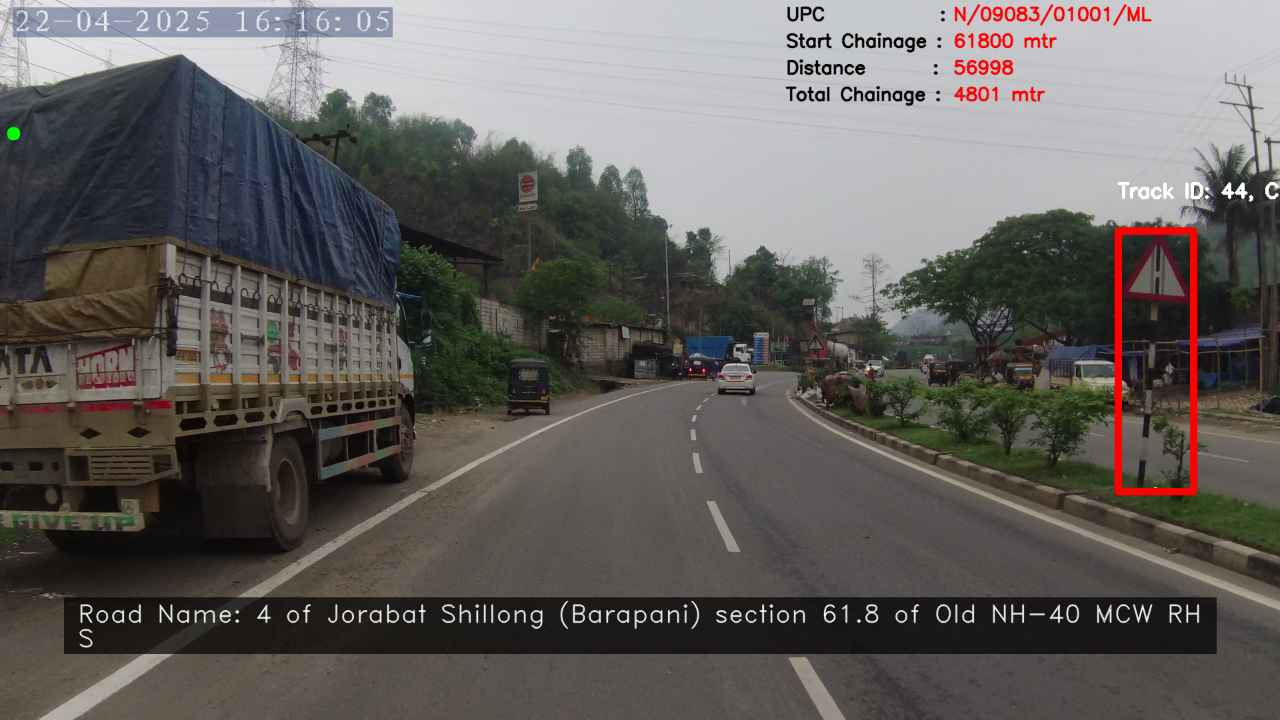 22-04-2025 16:16:05
UPC : N/09083/01001/ML
Start Chainage : 61800 mtr
Distance : 56998
Total Chainage : 4801 mtr
Track ID: 44, C
TATA
HORN
GIVE UP
Road Name: 4 of Jorabat Shillong (Barapani) section 61.8 of Old NH-40 MCW RH
S